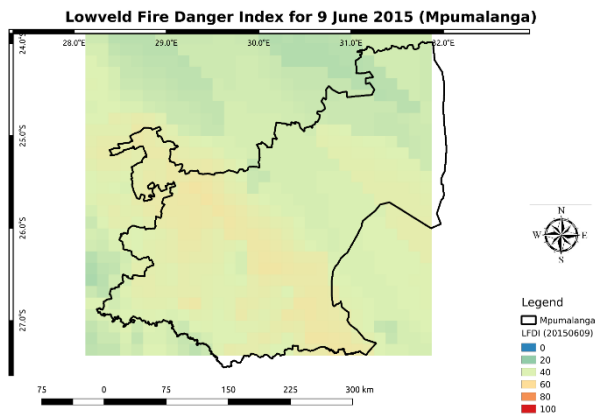 Lowveld Fire Danger Index for 9 June 2015 (Mpumalanga)
28.0°E 29.0°E 30.0°E 31.0°E 32.0°E
24.0°S
25.0°S
26.0°S
27.0°S
N
W E
S
Legend
Mpumalanga
LFDI (20150609)
0
20
40
60
80
100
75 0 75 150 225 300 km